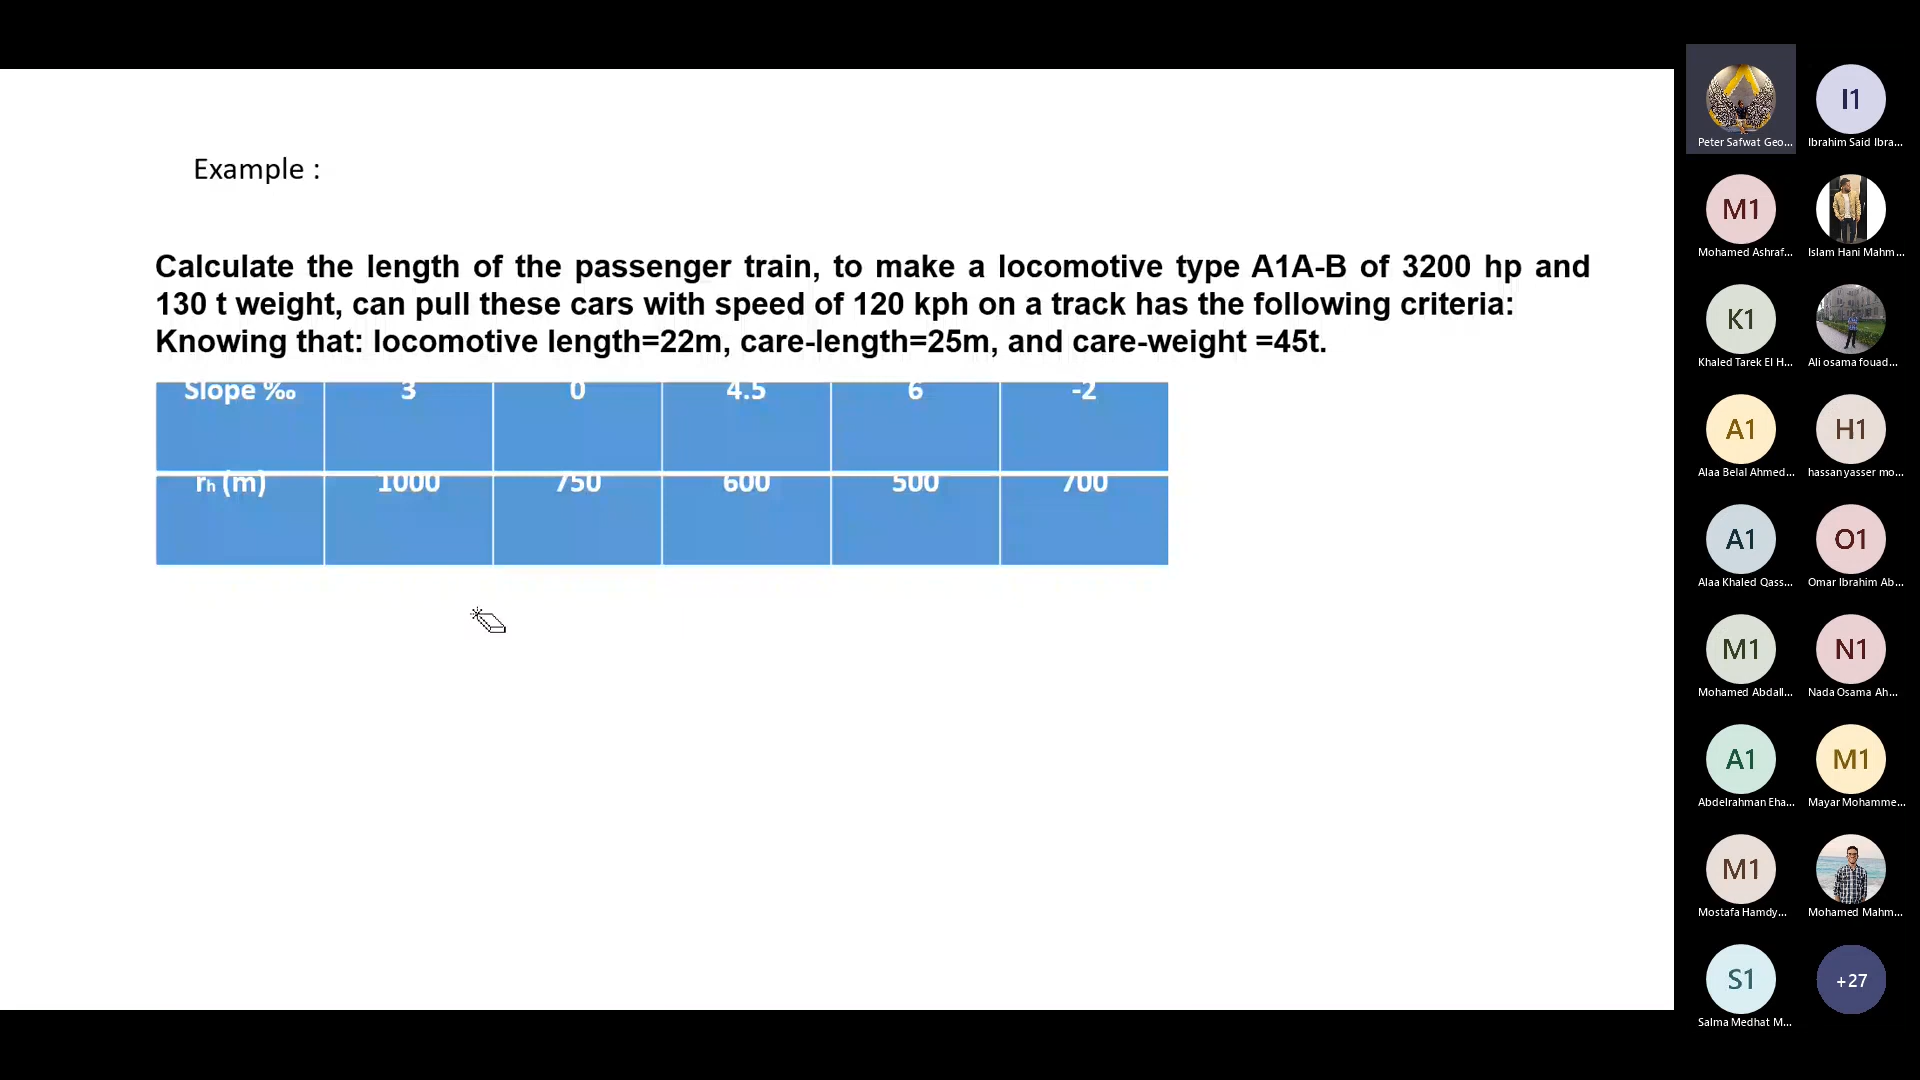 Example :
Calculate the length of the passenger train, to make a locomotive type A1A-B of 3200 hp and
130 t weight, can pull these cars with speed of 120 kph on a track has the following criteria:
Knowing that: locomotive length=22m, care-length=25m, and care-weight =45t.
Slope ‰ 3 0 4.5 6 -2
rh (m) 1000 750 600 500 700
Peter Safwat Geo...
I1
Ibrahim Said Ibra...
M1
Mohamed Ashraf...
Islam Hani Mahm...
K1
Khaled Tarek El H...
Ali osama fouad...
A1
Alaa Belal Ahmed...
H1
hassan yasser mo...
A1
Alaa Khaled Qass...
O1
Omar Ibrahim Ab...
M1
Mohamed Abdall...
N1
Nada Osama Ah...
A1
Abdelrahman Eha...
M1
Mayar Mohamme...
M1
Mostafa Hamdy...
Mohamed Mahm...
S1
Salma Medhat M...
+27